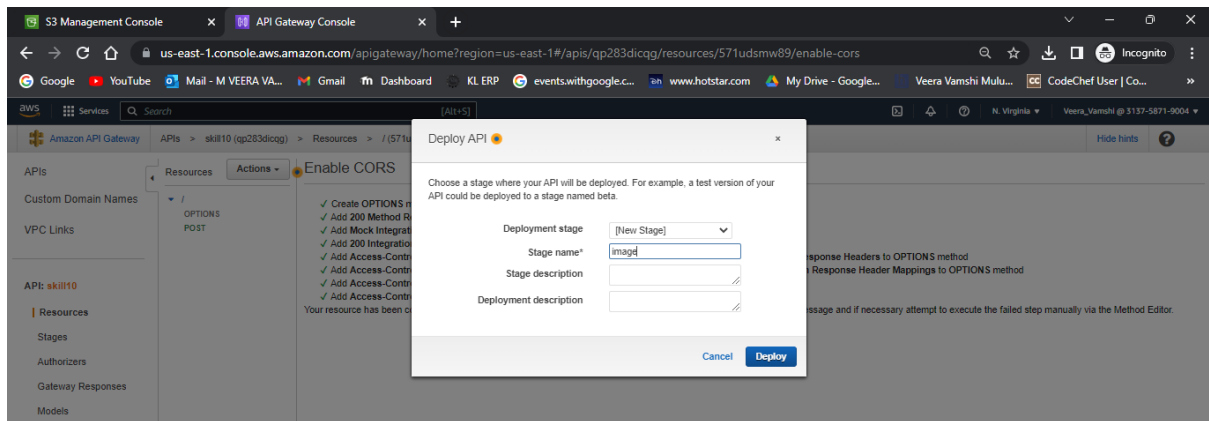 S3 Management Console
API Gateway Console
us-east-1.console.aws.amazon.com/apigateway/home?region=us-east-1#/apis/qp283dicqg/resources/571udsmw89/enable-cors
Incognito
Google YouTube Mail - M VEERA VA... Gmail Dashboard KL ERP events.withgoogle.c... www.hotstar.com My Drive - Google... Veera Vamshi Mulu... CodeChef User | Co... »
aws Services Search [Alt+S] N. Virginia Veera_Vamshi @ 3137-5871-9004
Amazon API Gateway APIs > skill10 (qp283dicqg) > Resources > / (571u Hide hints
Deploy API
APIs
Custom Domain Names
VPC Links
API: skill10
Resources
Stages
Authorizers
Gateway Responses
Models
Resources Actions
/
OPTIONS
POST
Enable CORS
✓ Create OPTIONS m
✓ Add 200 Method R
✓ Add Mock Integrat
✓ Add 200 Integratio
✓ Add Access-Contr
✓ Add Access-Contr
✓ Add Access-Contr
✓ Add Access-Contr
Your resource has been c
Choose a stage where your API will be deployed. For example, a test version of your
API could be deployed to a stage named beta.
Deployment stage [New Stage]
Stage name* image
Stage description
Deployment description
Cancel Deploy
sponse Headers to OPTIONS method
Response Header Mappings to OPTIONS method
ssage and if necessary attempt to execute the failed step manually via the Method Editor.